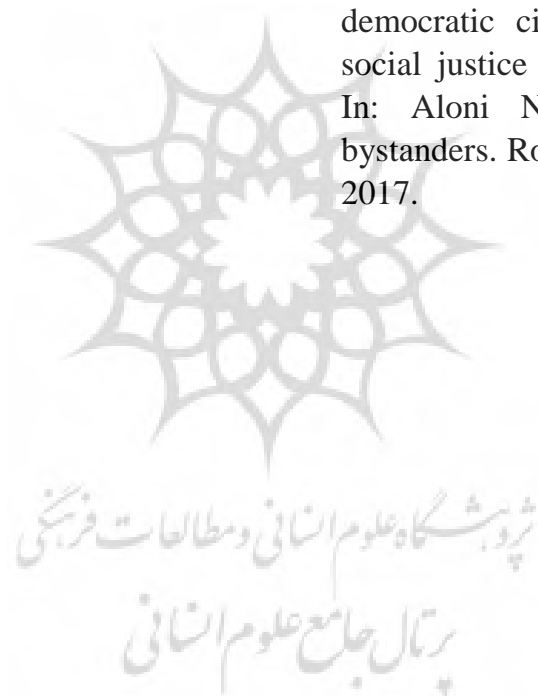 democratic ci
social justice
In: Aloni N
bystanders. Ro
2017.
پژوهشگاه علوم انسانی و مطالعات فرهنگی
پرتال جامع علوم انسانی